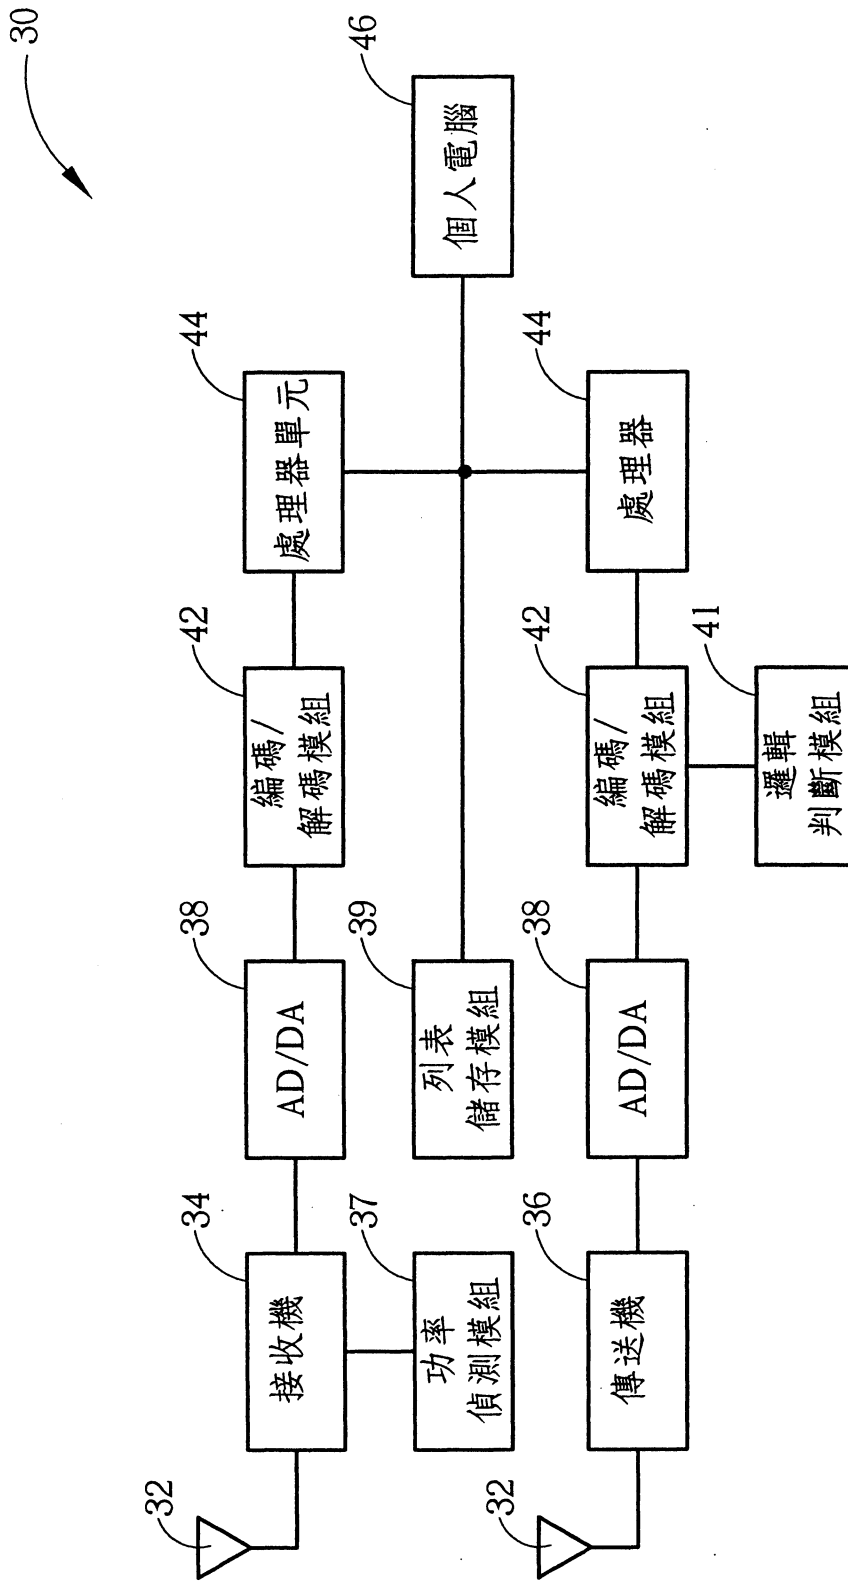 30
32
34
38
42
44
接收機
AD/DA
編碼/
解碼模組
處理器單元
37
39
46
功率
偵測模組
列表
儲存模組
個人電腦
32
36
38
42
44
傳送機
AD/DA
編碼/
解碼模組
處理器
41
邏輯
判斷模組